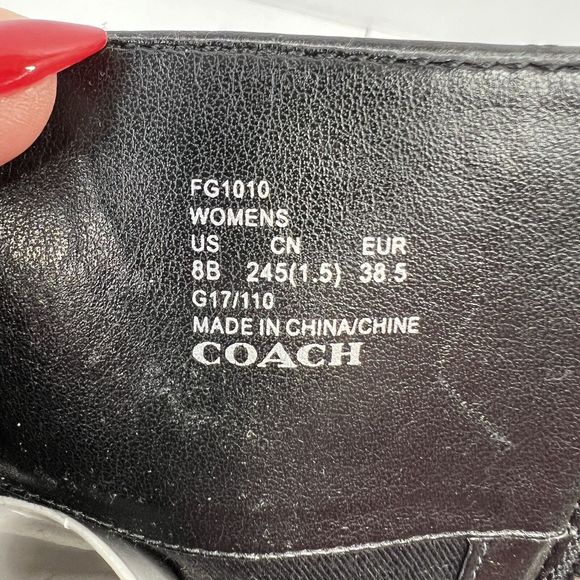 FG1010
WOMENS
US CN EUR
8B 245(1.5) 38.5
G17/110
MADE IN CHINA/CHINE
COACH